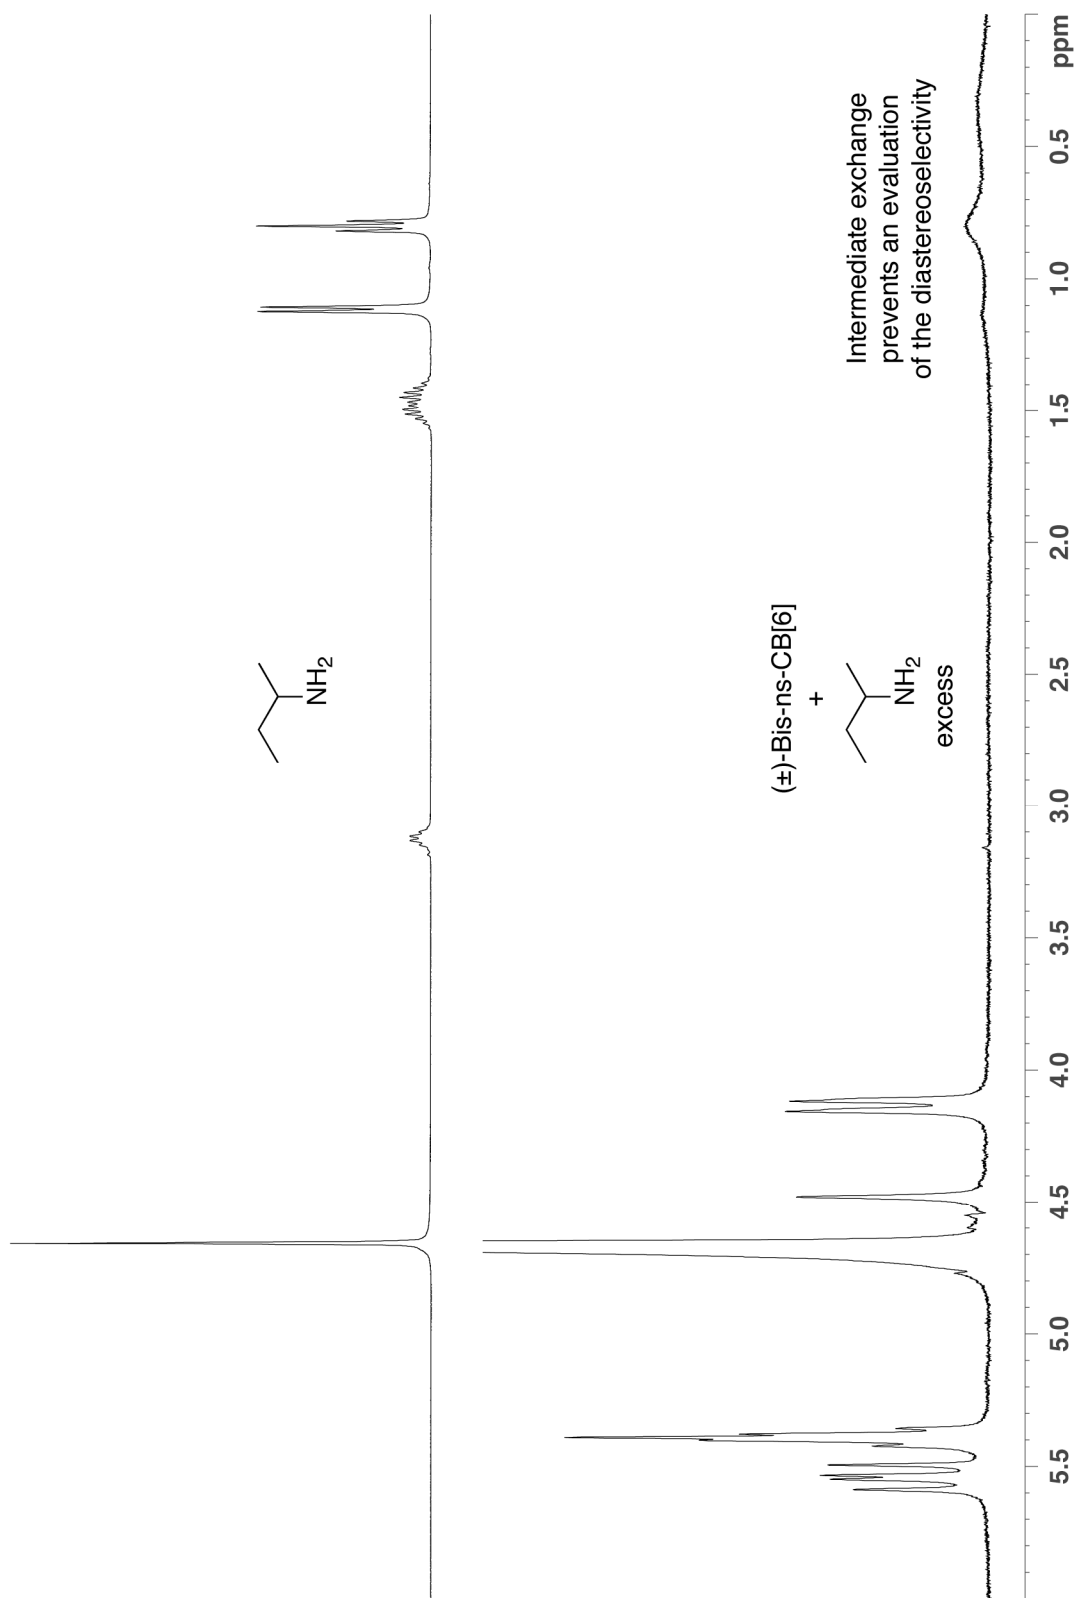 NH2
(±)-Bis-ns-CB[6]
+
NH2
excess
Intermediate exchange
prevents an evaluation
of the diastereoselectivity
5.5
5.0
4.5
4.0
3.5
3.0
2.5
2.0
1.5
1.0
0.5
ppm